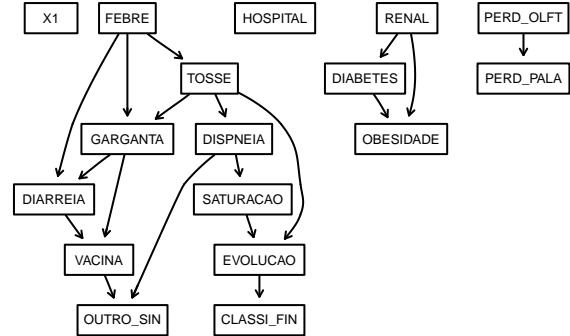 X1 FEBRE HOSPITAL RENAL PERD_OLFT
TOSSE DIABETES PERD_PALA
GARGANTA DISPNEIA OBESIDADE
DIARREIA SATURACAO
VACINA EVOLUCAO
OUTRO_SIN CLASSI_FIN